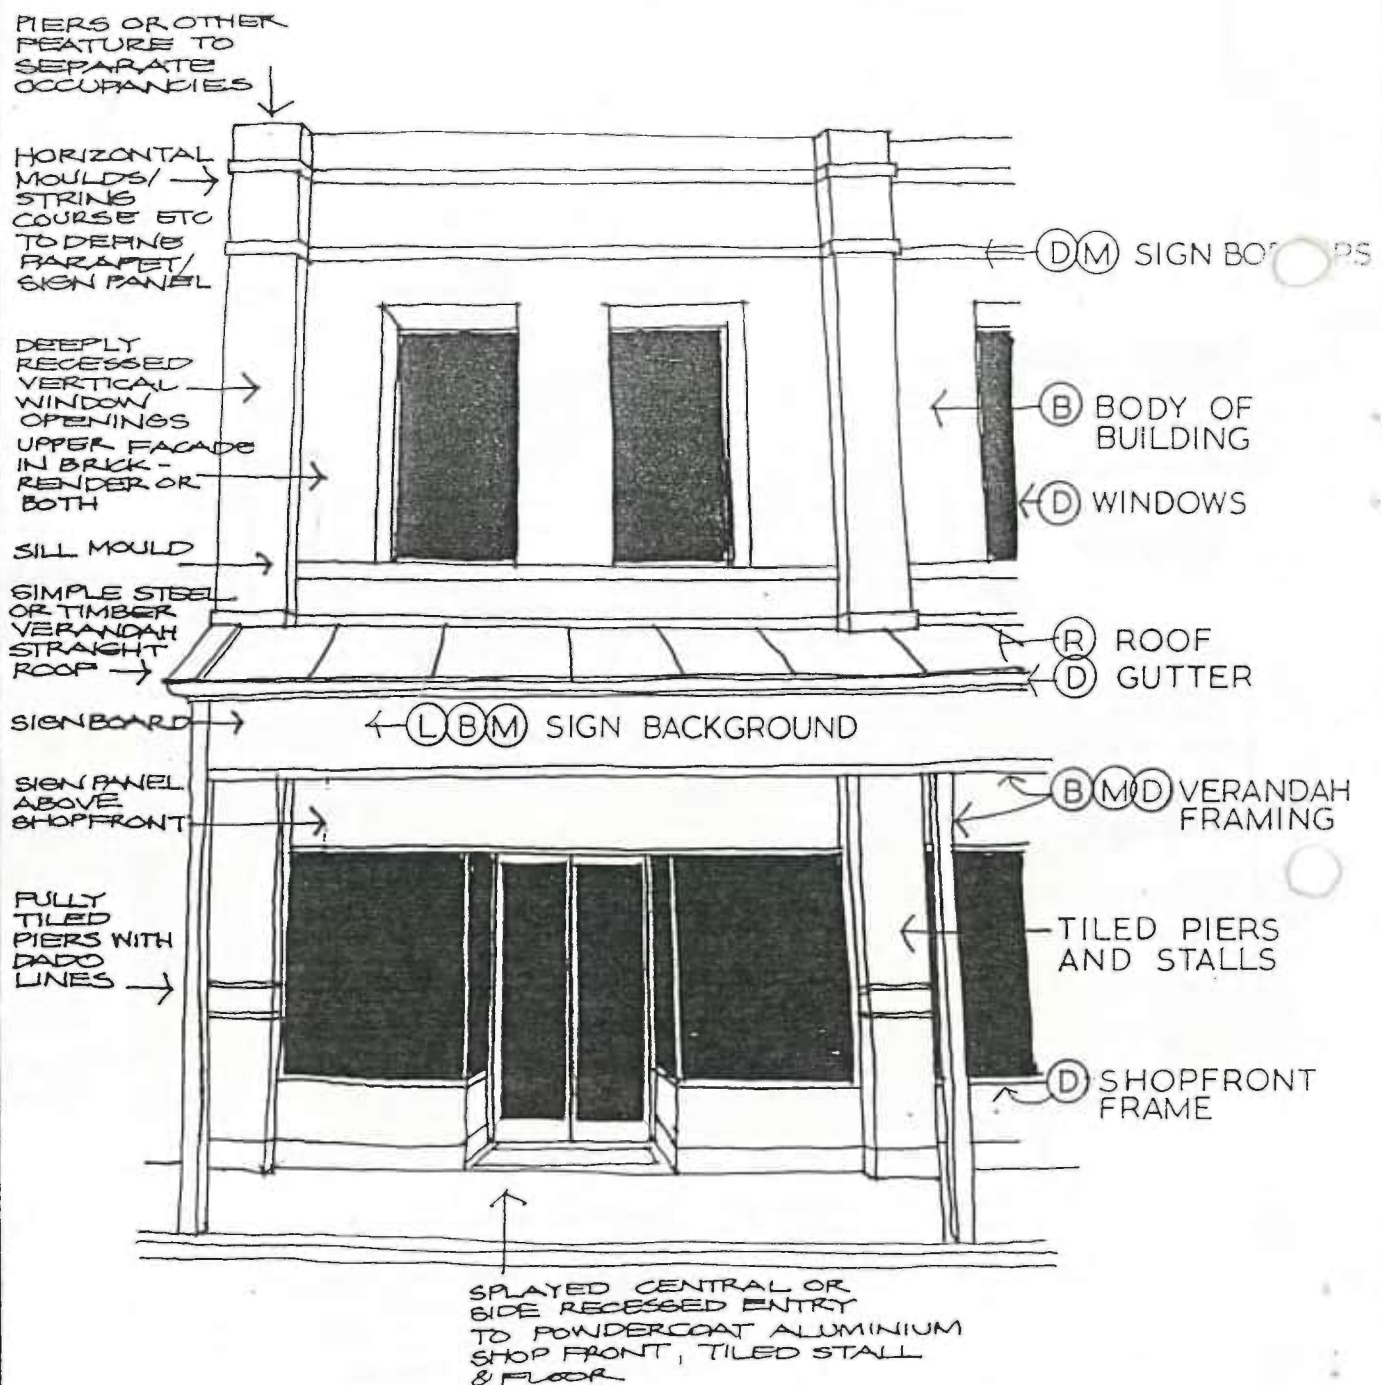 PIERS OR OTHER
FEATURE TO
SEPARATE
OCCUPANCIES
HORIZONTAL
MOULDS/
STRING
COURSE ETC
TO DEFINE
PARAPET/
SIGN PANEL
DEEPLY
RECESSED
VERTICAL
WINDOW
OPENINGS
UPPER FACADE
IN BRICK-
RENDER OR
BOTH
SILL MOULD
SIMPLE STEEL
OR TIMBER
VERANDAH
STRAIGHT
ROOF
SIGNBOARD
SIGN PANEL
ABOVE
SHOPFRONT
FULLY
TILED
PIERS WITH
DADO
LINES
D M SIGN
B BODY OF
BUILDING
D WINDOWS
R ROOF
D GUTTER
L B M SIGN BACKGROUND
B M D VERANDAH
FRAMING
TILED PIERS
AND STALLS
D SHOPFRONT
FRAME
SPLAYED CENTRAL OR
SIDE RECESSED ENTRY
TO POWDERCOAT ALUMINIUM
SHOP FRONT, TILED STALL
& FLOOR